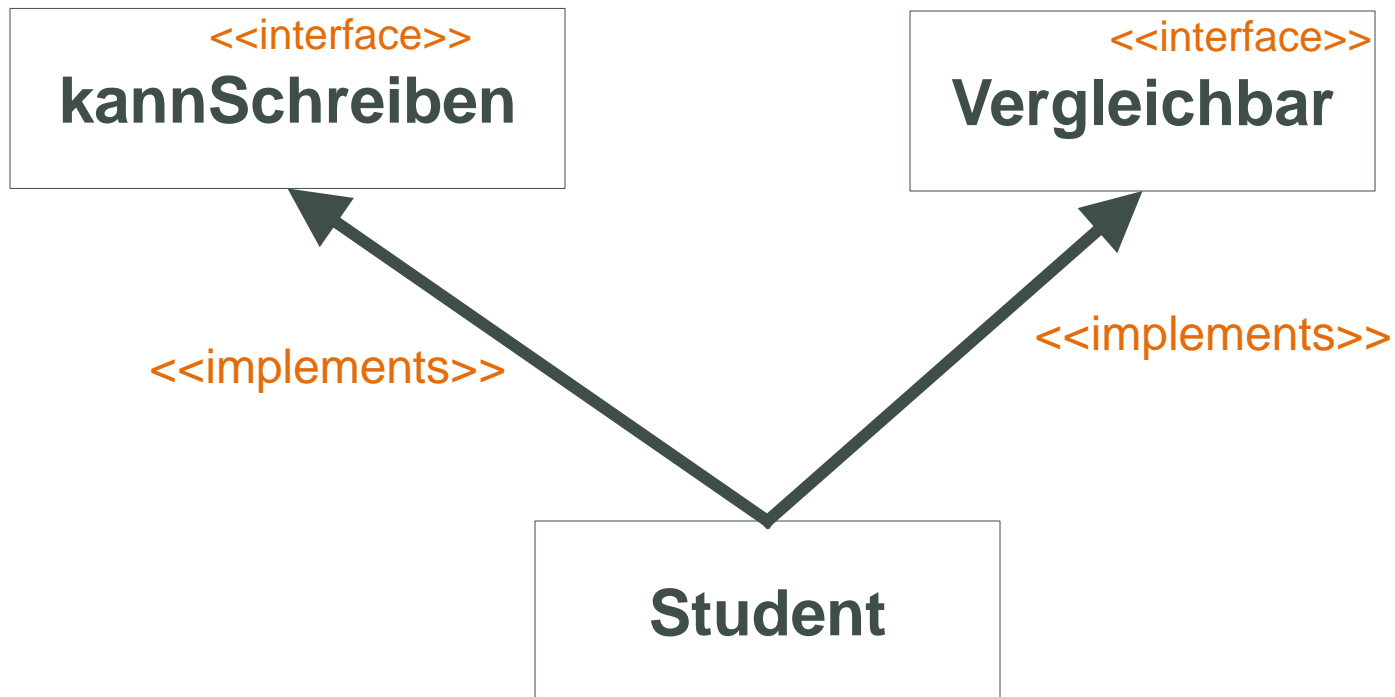 <<interface>>
kannSchreiben
<<interface>>
Vergleichbar
<<implements>>
<<implements>>
Student